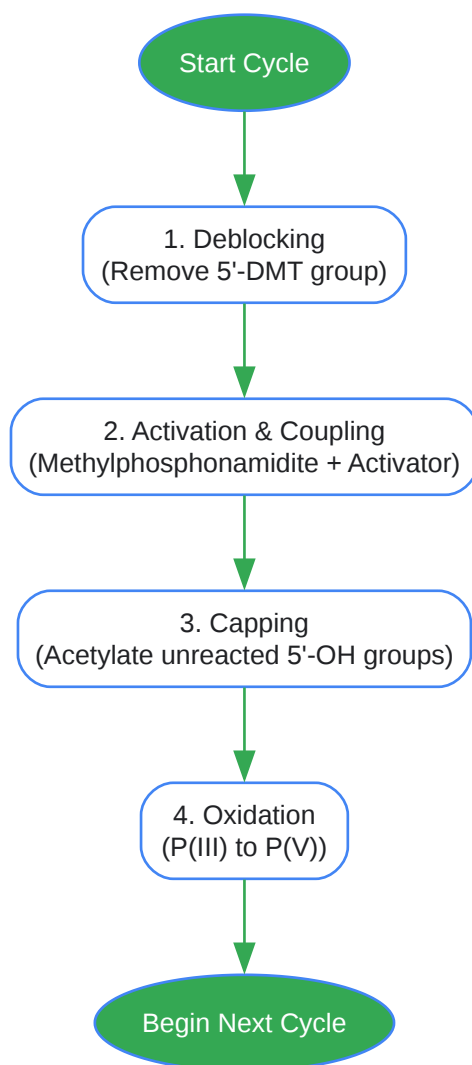 Start Cycle
1. Deblocking
(Remove 5'-DMT group)
2. Activation & Coupling
(Methylphosphonamidite + Activator)
3. Capping
(Acetylate unreacted 5'-OH groups)
4. Oxidation
(P(III) to P(V))
Begin Next Cycle